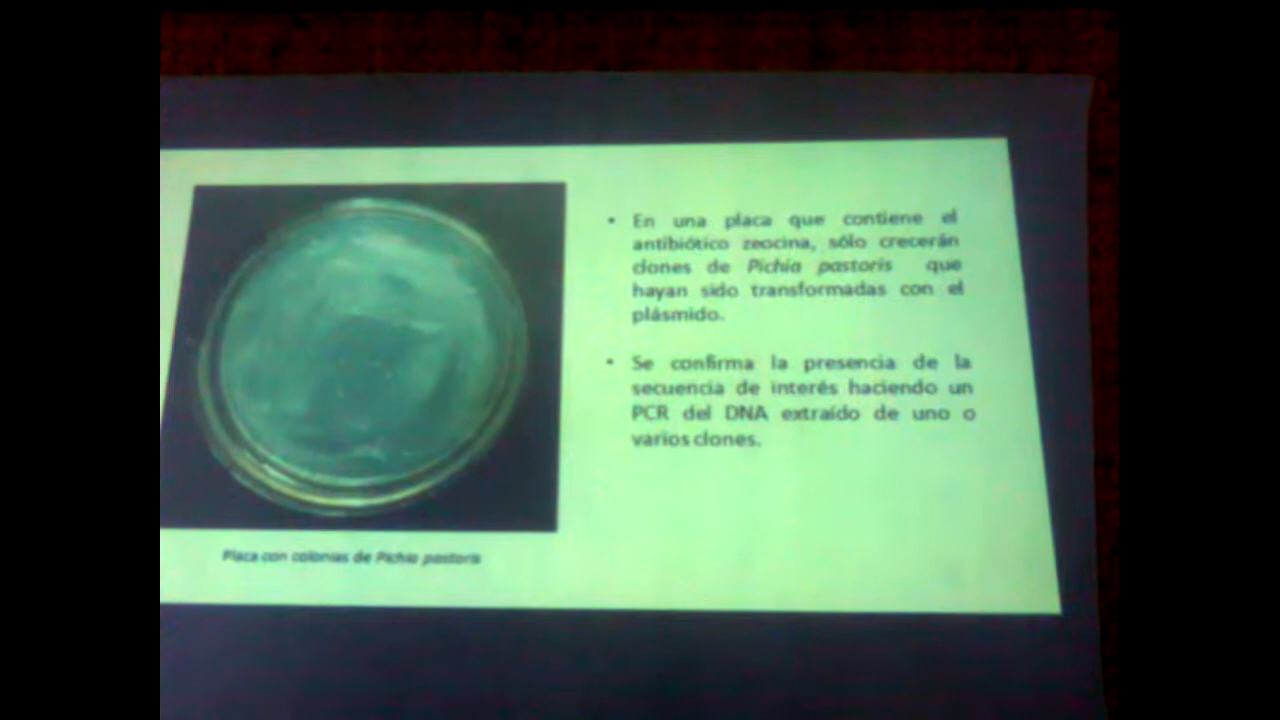 • En una placa que contiene el
antibiótico zeocina, sólo crecerán
clones de Pichia pastoris que
hayan sido transformadas con el
plásmido.
• Se confirma la presencia de la
secuencia de interés haciendo un
PCR del DNA extraído de uno o
varios clones.
Placa con colonias de Pichia pastoris